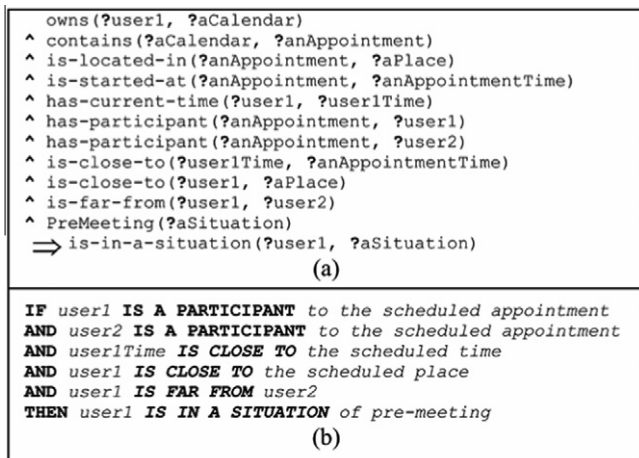 owns(?user1, ?aCalendar)
^ contains(?aCalendar, ?anAppointment)
^ is-located-in(?anAppointment, ?aPlace)
^ is-started-at(?anAppointment, ?anAppointmentTime)
^ has-current-time(?user1, ?user1Time)
^ has-participant(?anAppointment, ?user1)
^ has-participant(?anAppointment, ?user2)
^ is-close-to(?user1Time, ?anAppointmentTime)
^ is-close-to(?user1, ?aPlace)
^ is-far-from(?user1, ?user2)
^ PreMeeting(?aSituation)
⇒ is-in-a-situation(?user1, ?aSituation)
(a)
IF user1 IS A PARTICIPANT to the scheduled appointment
AND user2 IS A PARTICIPANT to the scheduled appointment
AND user1Time IS CLOSE TO the scheduled time
AND user1 IS CLOSE TO the scheduled place
AND user1 IS FAR FROM user2
THEN user1 IS IN A SITUATION of pre-meeting
(b)